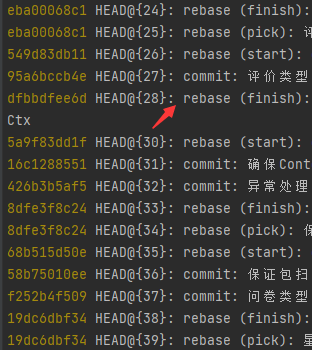 eba00068c1 HEAD@{24}: rebase (finish):
eba00068c1 HEAD@{25}: rebase (pick): 评
549d83db11 HEAD@{26}: rebase (start):
95a6bccb4e HEAD@{27}: commit: 评价类型
dfbbdfee6d HEAD@{28}: rebase (finish):
Ctx
5a9f83dd1f HEAD@{30}: rebase (start):
16c1288551 HEAD@{31}: commit: 确保Cont
426b3b5af5 HEAD@{32}: commit: 异常处理
8dfe3f8c24 HEAD@{33}: rebase (finish):
8dfe3f8c24 HEAD@{34}: rebase (pick): 保
68b515d50e HEAD@{35}: rebase (start):
58b75010ee HEAD@{36}: commit: 保证包扫
f252b4f509 HEAD@{37}: commit: 问卷类型
19dc6dbf34 HEAD@{38}: rebase (finish):
19dc6dbf34 HEAD@{39}: rebase (pick): 星